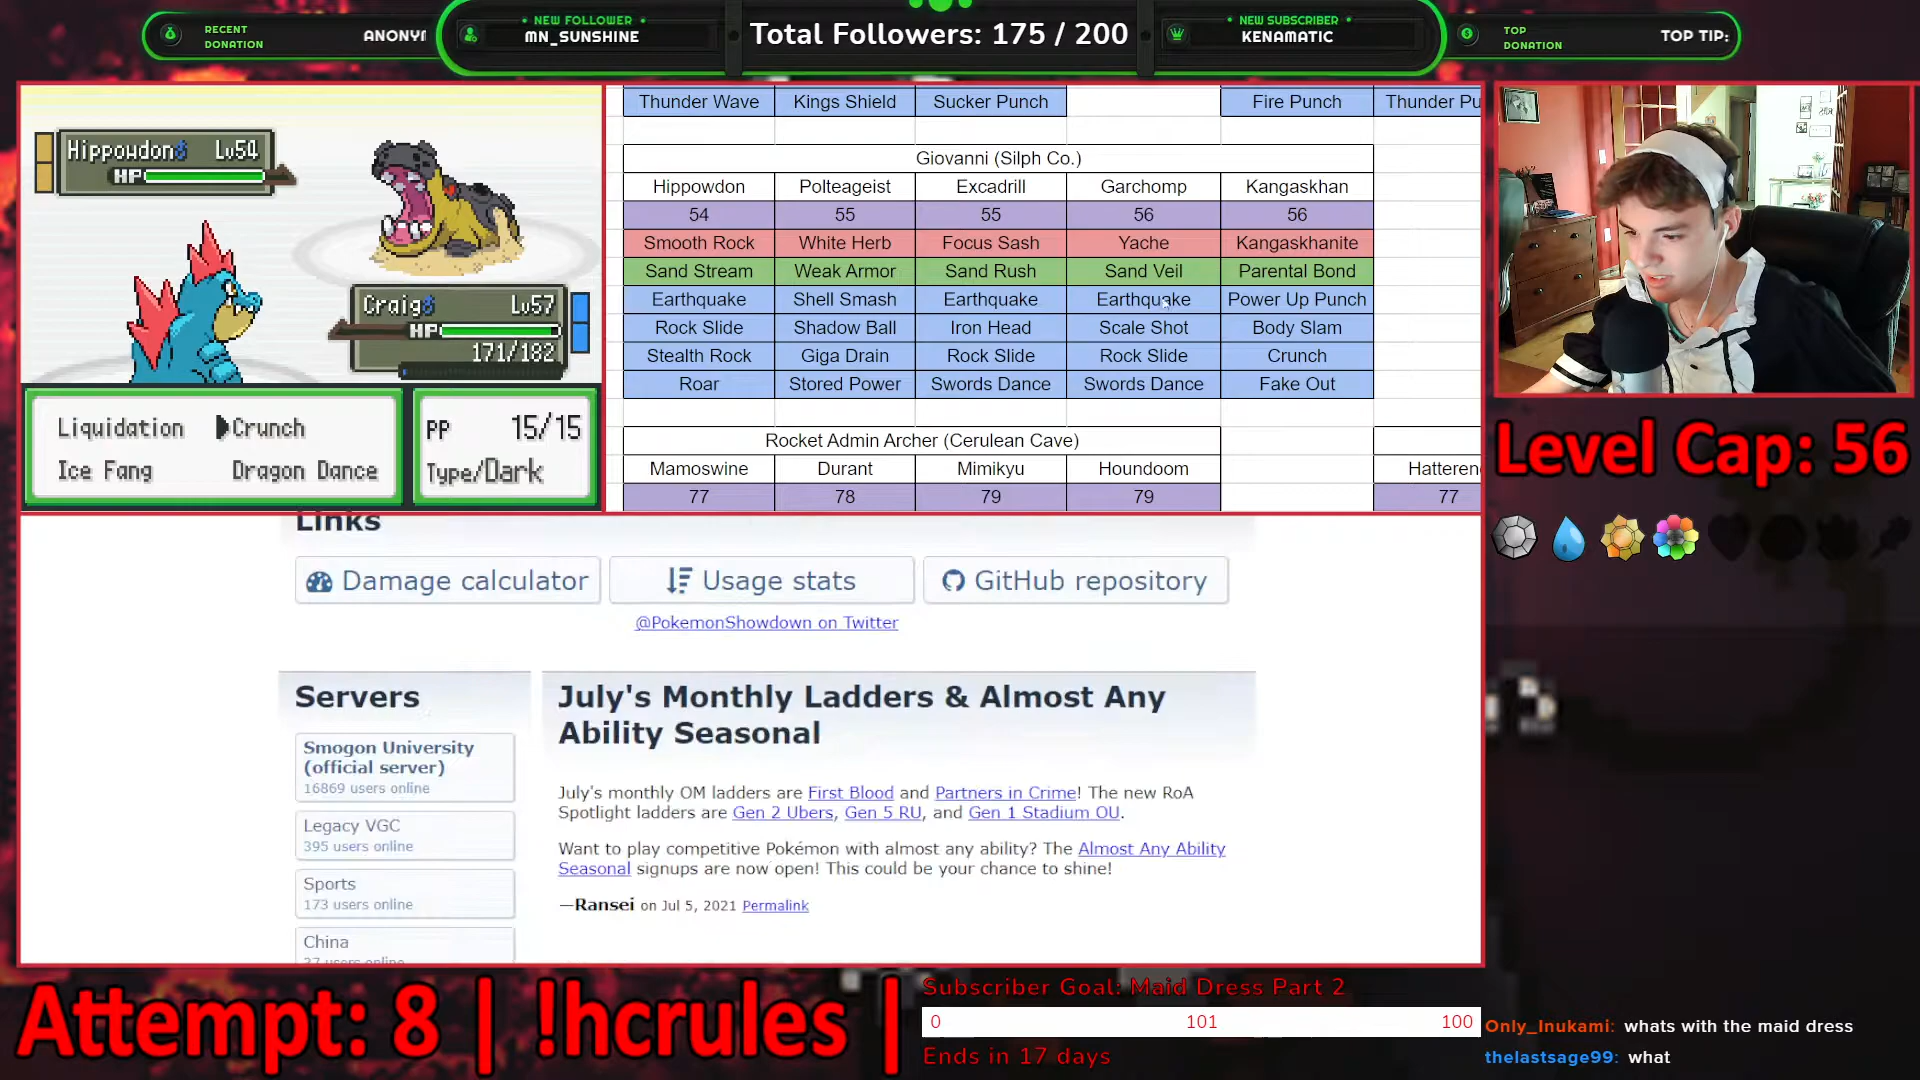 RECENT
DONATION
ANONYM
• NEW FOLLOWER •
MN_SUNSHINE
Total Followers: 175 / 200
• NEW SUBSCRIBER •
KENAMATIC
TOP
DONATION
TOP TIP:
Hippowdon♂ Lv54
HP
Craig♂ Lv57
HP
171/182
Liquidation Crunch
Ice Fang Dragon Dance
PP 15/15
Type/Dark
Thunder Wave Kings Shield Sucker Punch Fire Punch Thunder Pu
Giovanni (Silph Co.)
Hippowdon Polteageist Excadrill Garchomp Kangaskhan
54 55 55 56 56
Smooth Rock White Herb Focus Sash Yache Kangaskhanite
Sand Stream Weak Armor Sand Rush Sand Veil Parental Bond
Earthquake Shell Smash Earthquake Earthquake Power Up Punch
Rock Slide Shadow Ball Iron Head Scale Shot Body Slam
Stealth Rock Giga Drain Rock Slide Rock Slide Crunch
Roar Stored Power Swords Dance Swords Dance Fake Out
Rocket Admin Archer (Cerulean Cave)
Mamoswine Durant Mimikyu Houndoom Hatteren
77 78 79 79 77
Level Cap: 56
Links
Damage calculator Usage stats GitHub repository
@PokemonShowdown on Twitter
Servers
Smogon University
(official server)
16869 users online
Legacy VGC
395 users online
Sports
173 users online
China
37 users online
July's Monthly Ladders & Almost Any
Ability Seasonal
July's monthly OM ladders are First Blood and Partners in Crime! The new RoA
Spotlight ladders are Gen 2 Ubers, Gen 5 RU, and Gen 1 Stadium OU.
Want to play competitive Pokémon with almost any ability? The Almost Any Ability
Seasonal signups are now open! This could be your chance to shine!
—Ransei on Jul 5, 2021 Permalink
Attempt: 8 | !hcrules |
Subscriber Goal: Maid Dress Part 2
0 101 100
Ends in 17 days
Only_Inukami: whats with the maid dress
thelastsage99: what